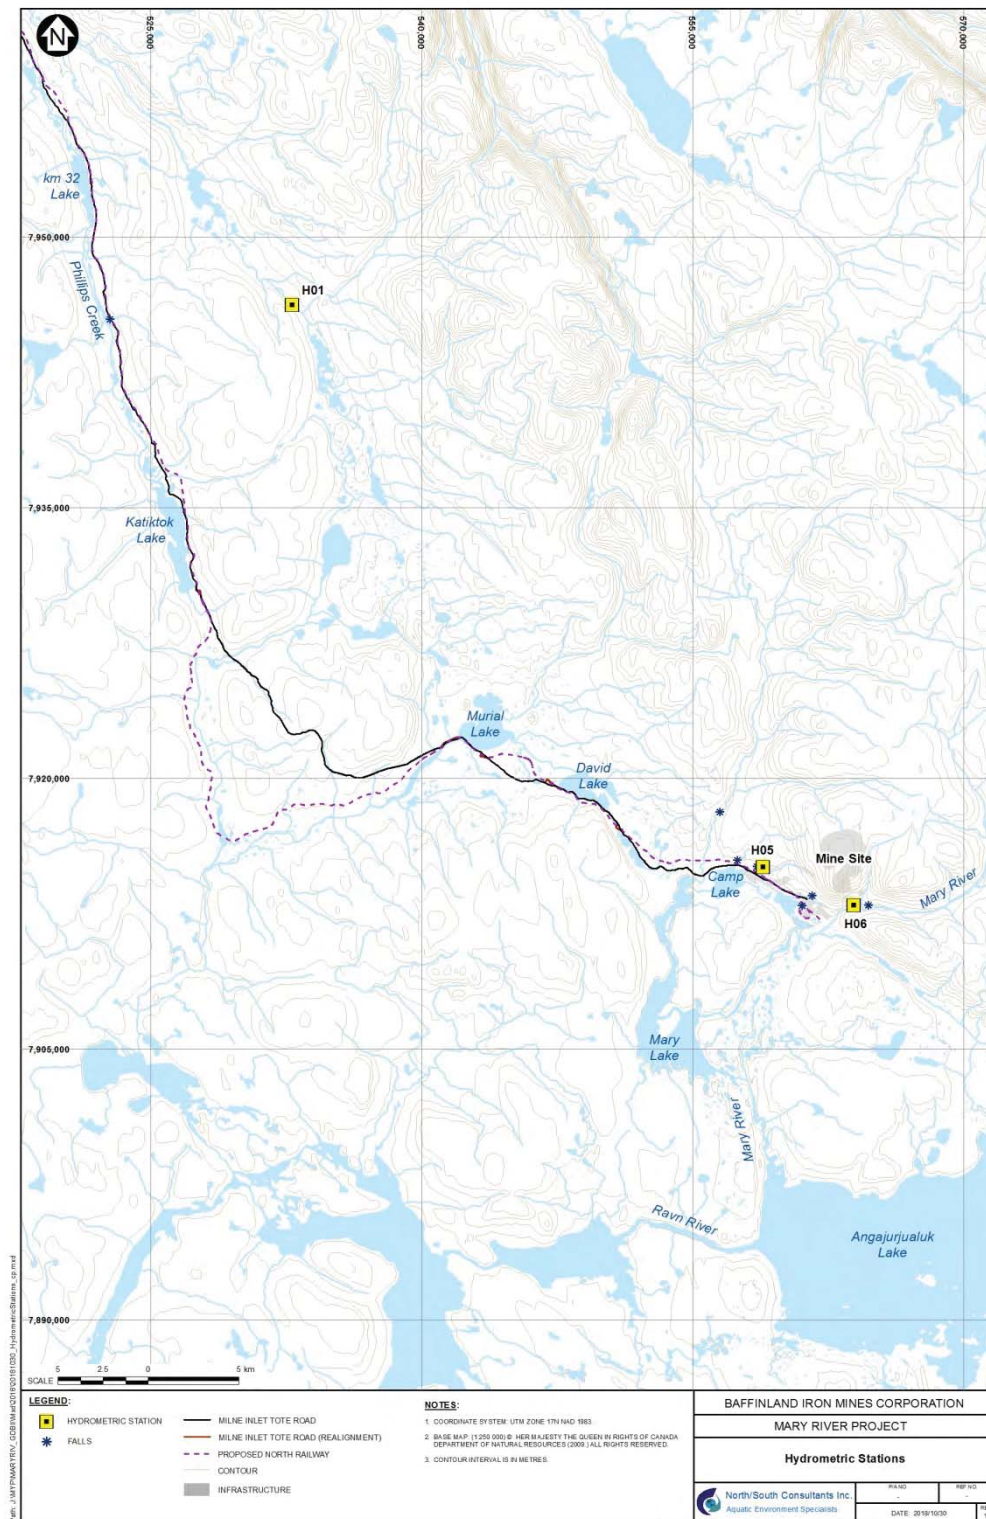 N
525,000
540,000
555,000
570,000
km 32
Lake
7,950,000
Phillips Creek
H01
7,935,000
Katiktok
Lake
Murial
Lake
7,920,000
David
Lake
H05
Mine Site
Camp
Lake
Mary River
H06
7,905,000
Mary
Lake
Mary River
Ravn River
Angajurjualuk
Lake
7,890,000
SCALE
5 2.5 0 5 km
LEGEND:
HYDROMETRIC STATION
FALLS
MILNE INLET TOTE ROAD
MILNE INLET TOTE ROAD (REALIGNMENT)
PROPOSED NORTH RAILWAY
CONTOUR
INFRASTRUCTURE
NOTES:
1. COORDINATE SYSTEM: UTM ZONE 17N NAD 1983.
2. BASE MAP: (1:250 000) © HER MAJESTY THE QUEEN IN RIGHTS OF CANADA
DEPARTMENT OF NATURAL RESOURCES (2009.) ALL RIGHTS RESERVED.
3. CONTOUR INTERVAL IS IN METRES.
BAFFINLAND IRON MINES CORPORATION
MARY RIVER PROJECT
Hydrometric Stations
North/South Consultants Inc.
Aquatic Environment Specialists
P/A NO.
-
REF NO.
-
DATE: 2018/10/30